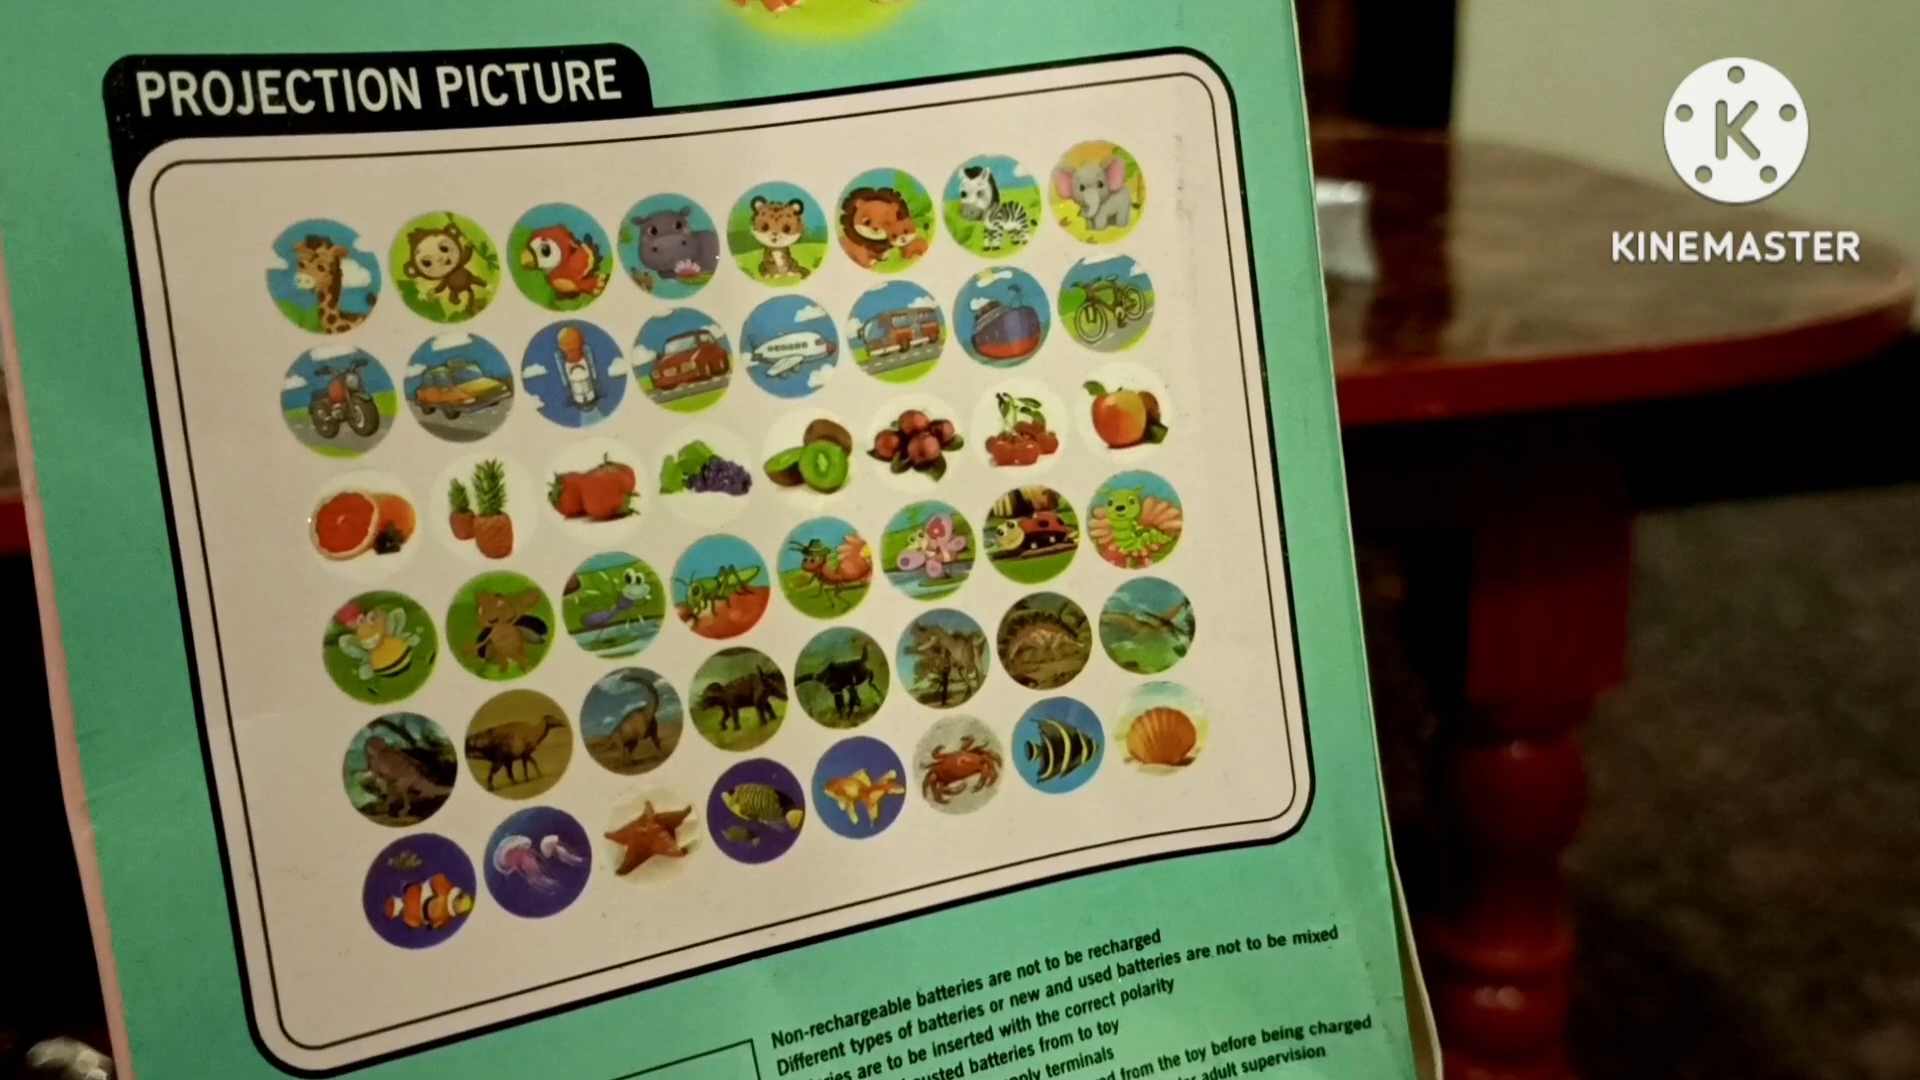 PROJECTION PICTURE
K
KINEMASTER
Non-rechargeable batteries are not to be recharged
Different types of batteries or new and used batteries are not to be mixed
are to be inserted with the correct polarity
batteries from to toy
terminals
from the toy before being charged
adult supervision